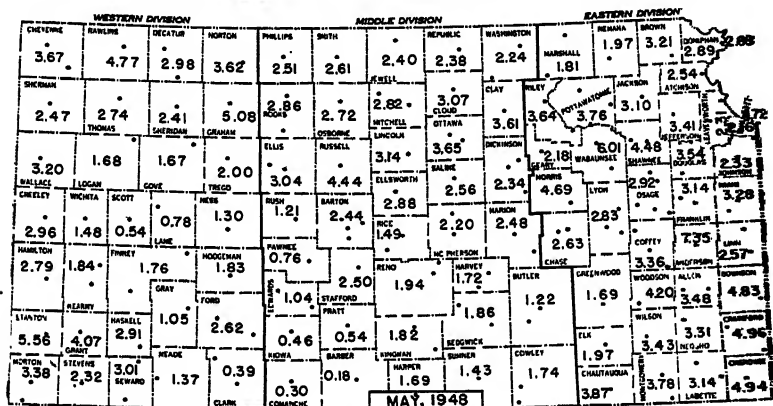 WESTERN DIVISION MIDDLE DIVISION EASTERN DIVISION
CHEYENNE RAWLINS DECATUR NORTON PHILLIPS SMITH JEWELL REPUBLIC WASHINGTON MARSHALL NEMAHA BROWN DONIPHAN
3.67 4.77 2.98 3.62 2.51 2.61 2.40 2.38 2.24 1.81 1.97 3.21 2.89 2.88
SHERMAN THOMAS SHERIDAN GRAHAM ROOKS OSBORNE MITCHELL CLOUD CLAY RILEY POTTAWATOMIE JACKSON ATCHISON
2.47 2.74 2.41 5.08 2.86 2.72 2.82 3.07 3.61 3.64 3.76 3.10 2.54
LINCOLN OTTAWA JEFFERSON LEAVENWORTH
3.14 3.65 3.41
WALLACE LOGAN GOVE TREGO ELLIS RUSSELL ELLSWORTH SALINE DICKINSON GEARY WABAUNSEE SHAWNEE JOHNSON
3.20 1.68 1.67 2.00 3.04 4.44 2.88 2.56 2.34 2.18 6.01 4.48
GREELEY WICHITA SCOTT LANE NESS RUSH BARTON RICE MC PHERSON MARION MORRIS LYON OSAGE FRANKLIN
2.96 1.48 0.54 0.78 1.30 1.21 2.44 1.49 2.20 2.48 4.69 2.83 2.92 3.14 3.28
HAMILTON KEARNY FINNEY HODGEMAN PAWNEE STAFFORD RENO HARVEY CHASE COFFEY ANDERSON LINN
2.79 1.84 1.76 1.83 0.76 2.50 1.94 1.72 2.63 3.36 7.35 2.57
STANTON GRANT HASKELL GRAY FORD EDWARDS PRATT KINGMAN SEDGWICK BUTLER GREENWOOD WOODSON ALLEN BOURBON
5.56 4.07 2.91 1.05 2.62 1.04 0.54 1.82 1.86 1.22 1.69 4.20 3.48 4.83
KIOWA ELK WILSON NEOSHO CRAWFORD
0.46 1.97 3.43 3.31 4.96
MORTON STEVENS SEWARD MEADE CLARK COMANCHE BARBER HARPER SUMNER COWLEY CHAUTAUQUA MONTGOMERY LABETTE CHEROKEE
3.38 2.32 3.01 1.37 0.39 0.30 0.18 1.69 1.43 1.74 3.87 3.78 3.14 4.94
MAY, 1948